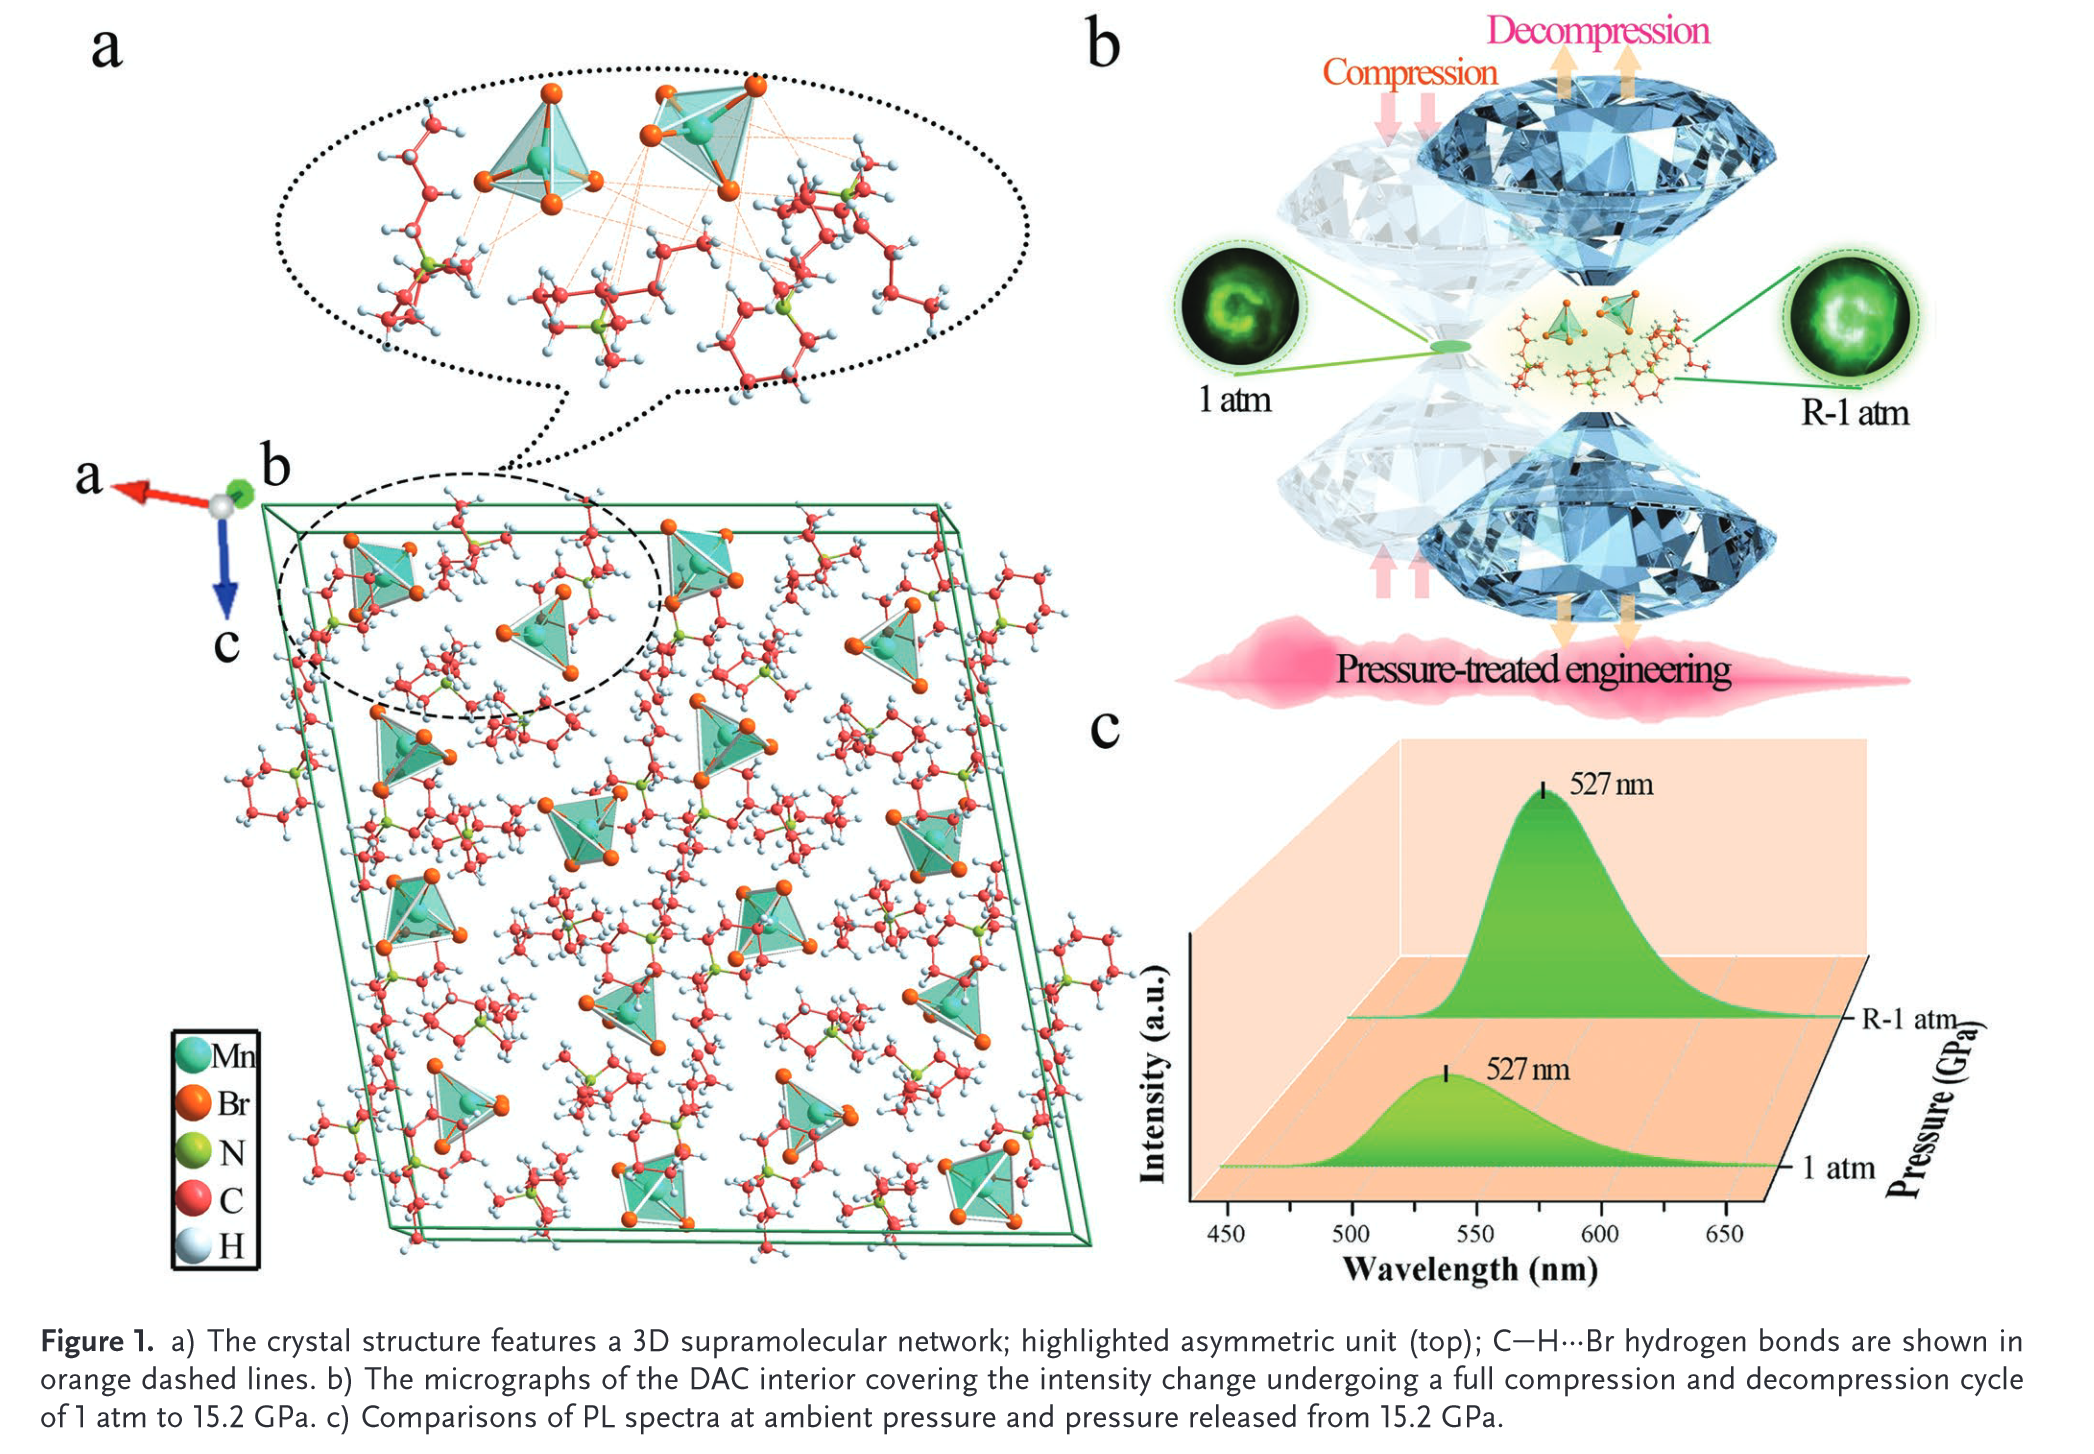 a
b
Decompression
Compression
1 atm
R-1 atm
Pressure-treated engineering
a
b
c
Mn
Br
N
C
H
c
527 nm
527 nm
R-1 atm
1 atm
Pressure (GPa)
Intensity (a.u.)
450 500 550 600 650
Wavelength (nm)
Figure 1. a) The crystal structure features a 3D supramolecular network; highlighted asymmetric unit (top); C—H···Br hydrogen bonds are shown in
orange dashed lines. b) The micrographs of the DAC interior covering the intensity change undergoing a full compression and decompression cycle
of 1 atm to 15.2 GPa. c) Comparisons of PL spectra at ambient pressure and pressure released from 15.2 GPa.